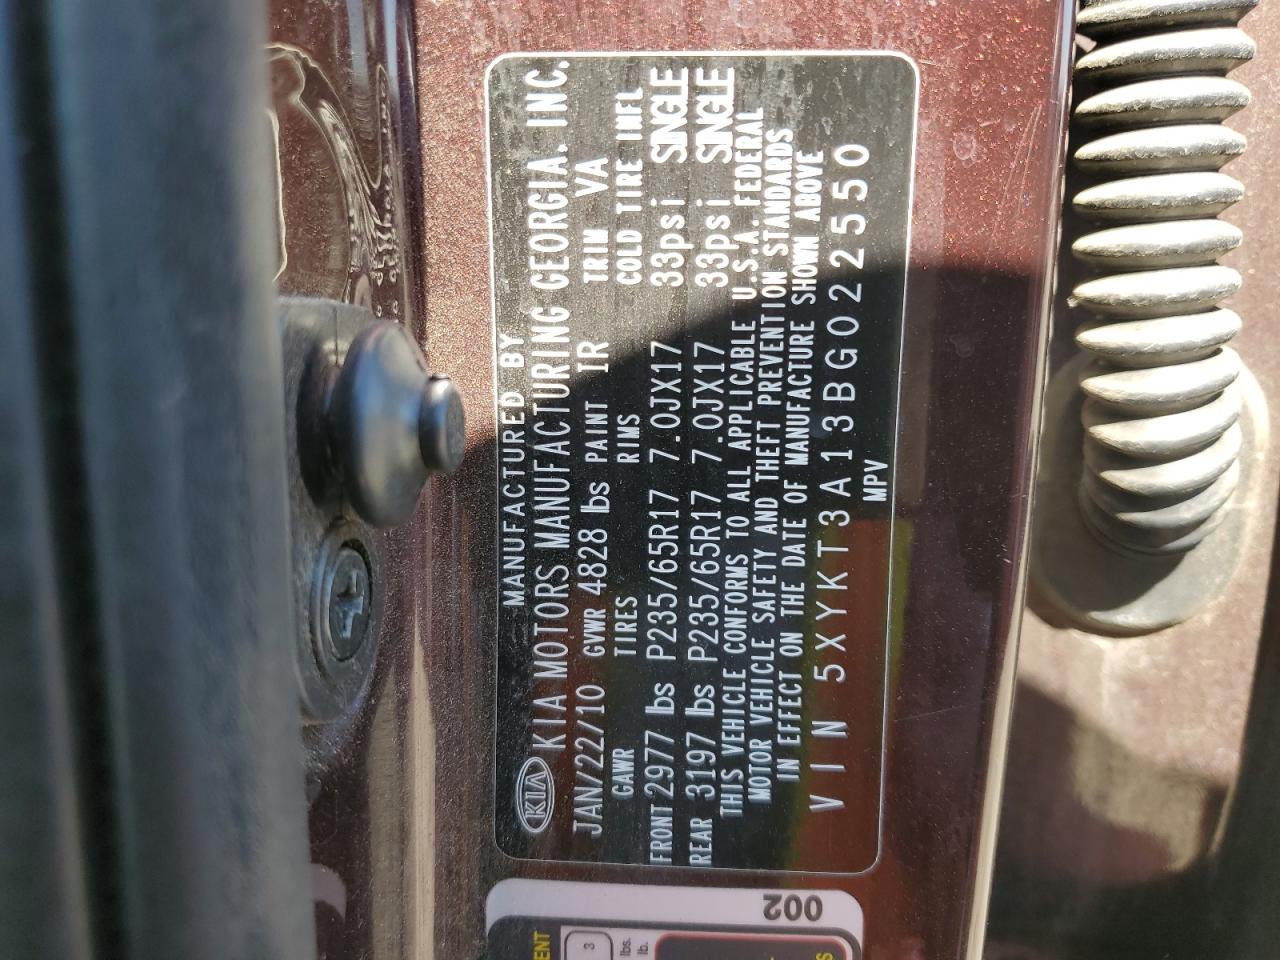 MANUFACTURED BY
KIA KIA MOTORS MANUFACTURING GEORGIA. INC.
JAN/22/10 GVWR 4828 lbs PAINT IR TRIM VA
GAWR TIRES RIMS COLD TIRE INFL
FRONT 2977 lbs P235/65R17 7.0JX17 33psi SINGLE
REAR 3197 lbs P235/65R17 7.0JX17 33psi SINGLE
THIS VEHICLE CONFORMS TO ALL APPLICABLE U.S.A FEDERAL
MOTOR VEHICLE SAFETY AND THEFT PREVENTION STANDARDS
IN EFFECT ON THE DATE OF MANUFACTURE SHOWN ABOVE
VIN 5XYKT3A13BG022550
MPV
002
3
lbs.
lb.